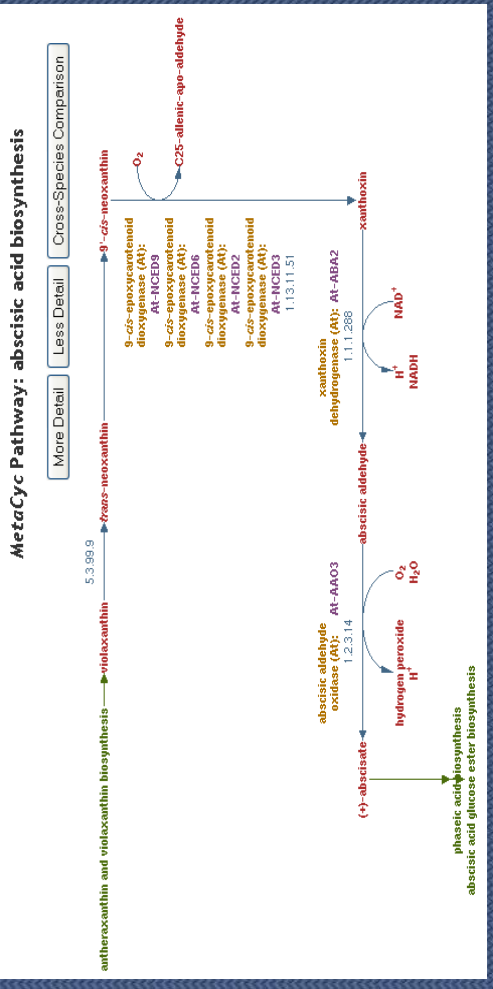 MetaCyc Pathway: abscisic acid biosynthesis
More Detail
Less Detail
Cross-Species Comparison
antheraxanthin and violaxanthin biosynthesis
violaxanthin
5.3.99.9
trans-neoxanthin
9'-cis-neoxanthin
O2
C25-allenic-apo-aldehyde
9-cis-epoxycarotenoid
dioxygenase (At):
At-NCED9
9-cis-epoxycarotenoid
dioxygenase (At):
At-NCED6
9-cis-epoxycarotenoid
dioxygenase (At):
At-NCED2
9-cis-epoxycarotenoid
dioxygenase (At):
At-NCED3
1.13.11.51
xanthoxin
xanthoxin
dehydrogenase (At): At-ABA2
1.1.1.288
NAD+
H+
NADH
abscisic aldehyde
abscisic aldehyde
oxidase (At): At-AAO3
1.2.3.14
O2
H2O
hydrogen peroxide
H+
(+)-abscisate
phaseic acid biosynthesis
abscisic acid glucose ester biosynthesis